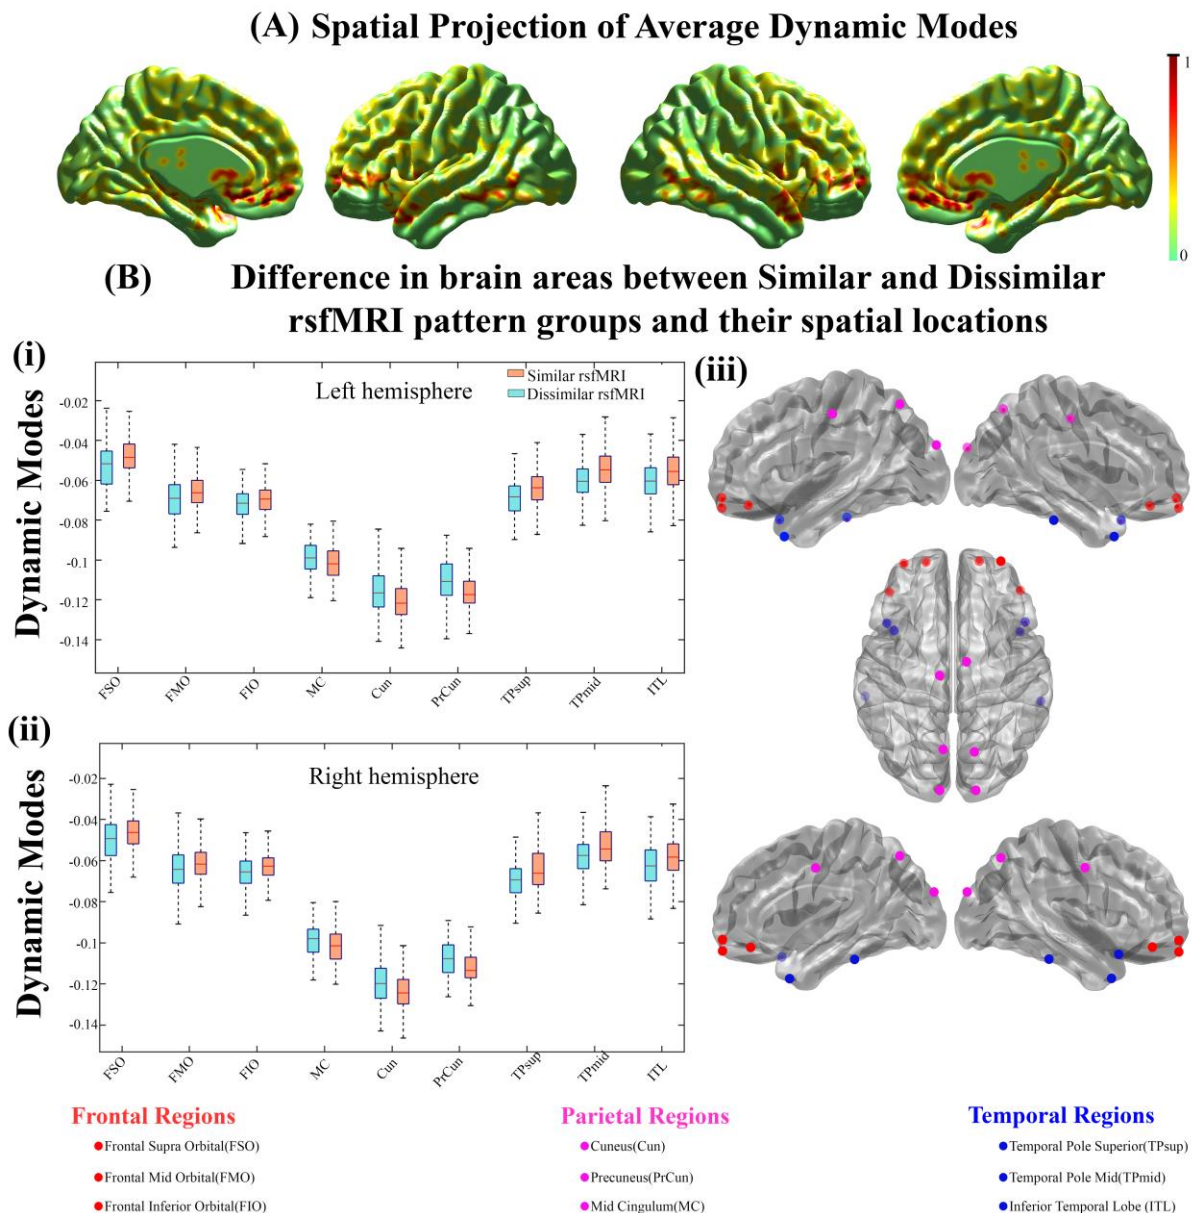 (A) Spatial Projection of Average Dynamic Modes
1
0
(B) Difference in brain areas between Similar and Dissimilar
rsfMRI pattern groups and their spatial locations
(i)
Left hemisphere
Similar rsfMRI
Dissimilar rsfMRI
Dynamic Modes
-0.02
-0.04
-0.06
-0.08
-0.1
-0.12
-0.14
FSO
FMO
FIO
MC
Cun
PrCun
TPsup
TPmid
ITL
(ii)
Right hemisphere
Dynamic Modes
-0.02
-0.04
-0.06
-0.08
-0.1
-0.12
-0.14
FSO
FMO
FIO
MC
Cun
PrCun
TPsup
TPmid
ITL
(iii)
Frontal Regions
Frontal Supra Orbital(FSO)
Frontal Mid Orbital(FMO)
Frontal Inferior Orbital(FIO)
Parietal Regions
Cuneus(Cun)
Precuneus(PrCun)
Mid Cingulum(MC)
Temporal Regions
Temporal Pole Superior(TPsup)
Temporal Pole Mid(TPmid)
Inferior Temporal Lobe (ITL)